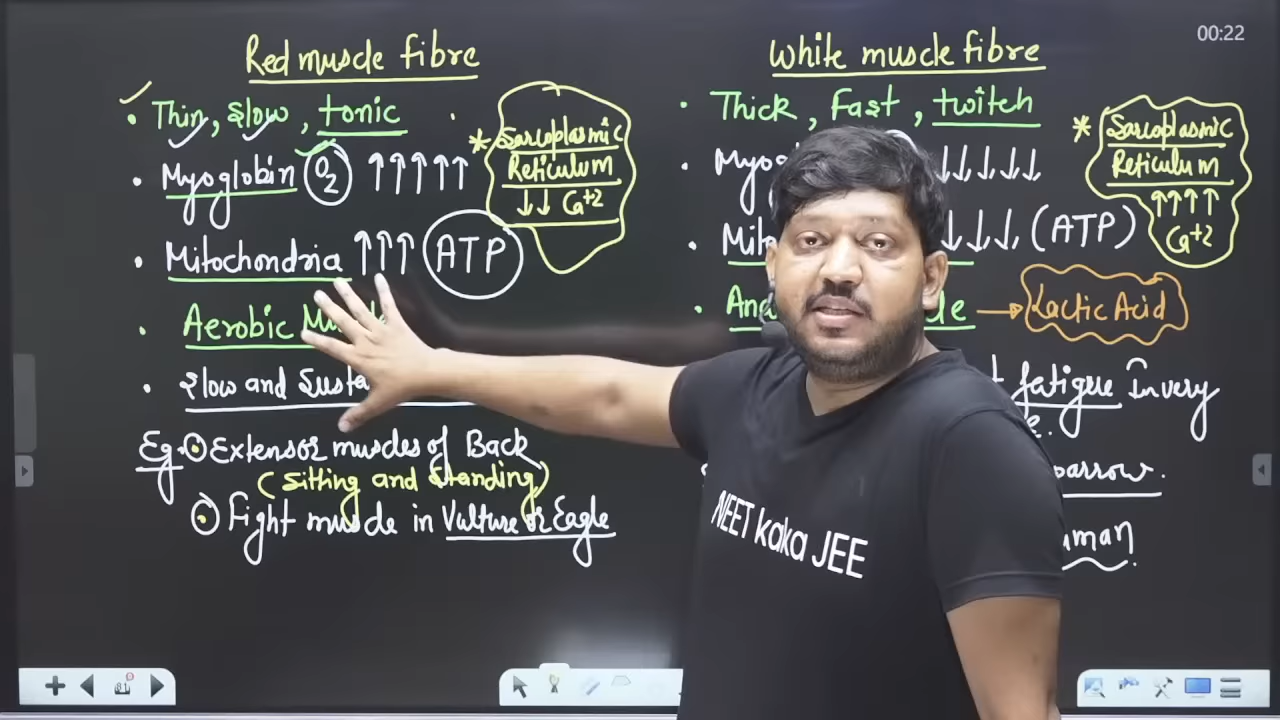 00:22
Red muscle fibre
Thin, slow, tonic
Myoglobin O2 ↑↑↑↑↑
Mitochondria ↑↑↑ ATP
Aerobic
Slow and
Eg. Extensor muscles of Back
(Sitting and Standing)
Fight muscle in Vulture or Eagle
* Sarcoplasmic
Reticulum
↓↓ Ca+2
White muscle fibre
Thick, Fast, twitch
↓↓↓↓↓
↓↓↓, (ATP)
→ Lactic Acid
fatigue in very
* Sarcoplasmic
Reticulum
↑↑↑↑
Ca+2
NEET kaka JEE